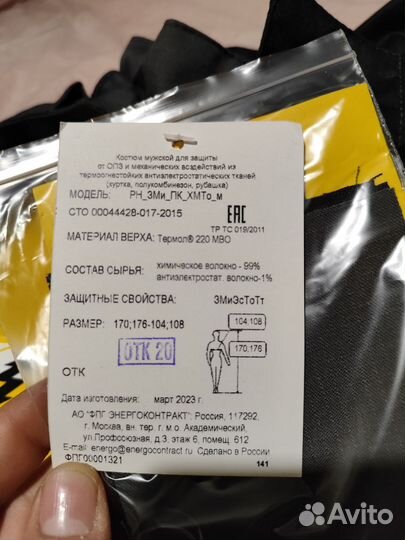 Костюм мужской для защиты
от ОПЗ и механических воздействий из
термоогнестойких антиэлектростатических тканей
(куртка, полукомбинезон, рубашка)
МОДЕЛЬ: РН_ЗМи_ПК_ХМТо_м
СТО 00044428-017-2015
ЕАС
ТР ТС 019/2011
МАТЕРИАЛ ВЕРХА: Термол® 220 МВО
СОСТАВ СЫРЬЯ: химическое волокно - 99%
антиэлектростат. волокно-1%
ЗАЩИТНЫЕ СВОЙСТВА: ЗМиЭсТоТт
РАЗМЕР: 170;176-104;108
104;108
ОТК 20
170;176
ОТК
Дата изготовления: март 2023 г.
АО "ФПГ ЭНЕРГОКОНТРАКТ": Россия, 117292,
г. Москва, вн. тер. г. м о. Академический,
ул.Профсоюзная, д.3, этаж 6, помещ. 612
E-mail: energo@energocontract.ru Сделано в России
ФПГ00001321
141
Avito